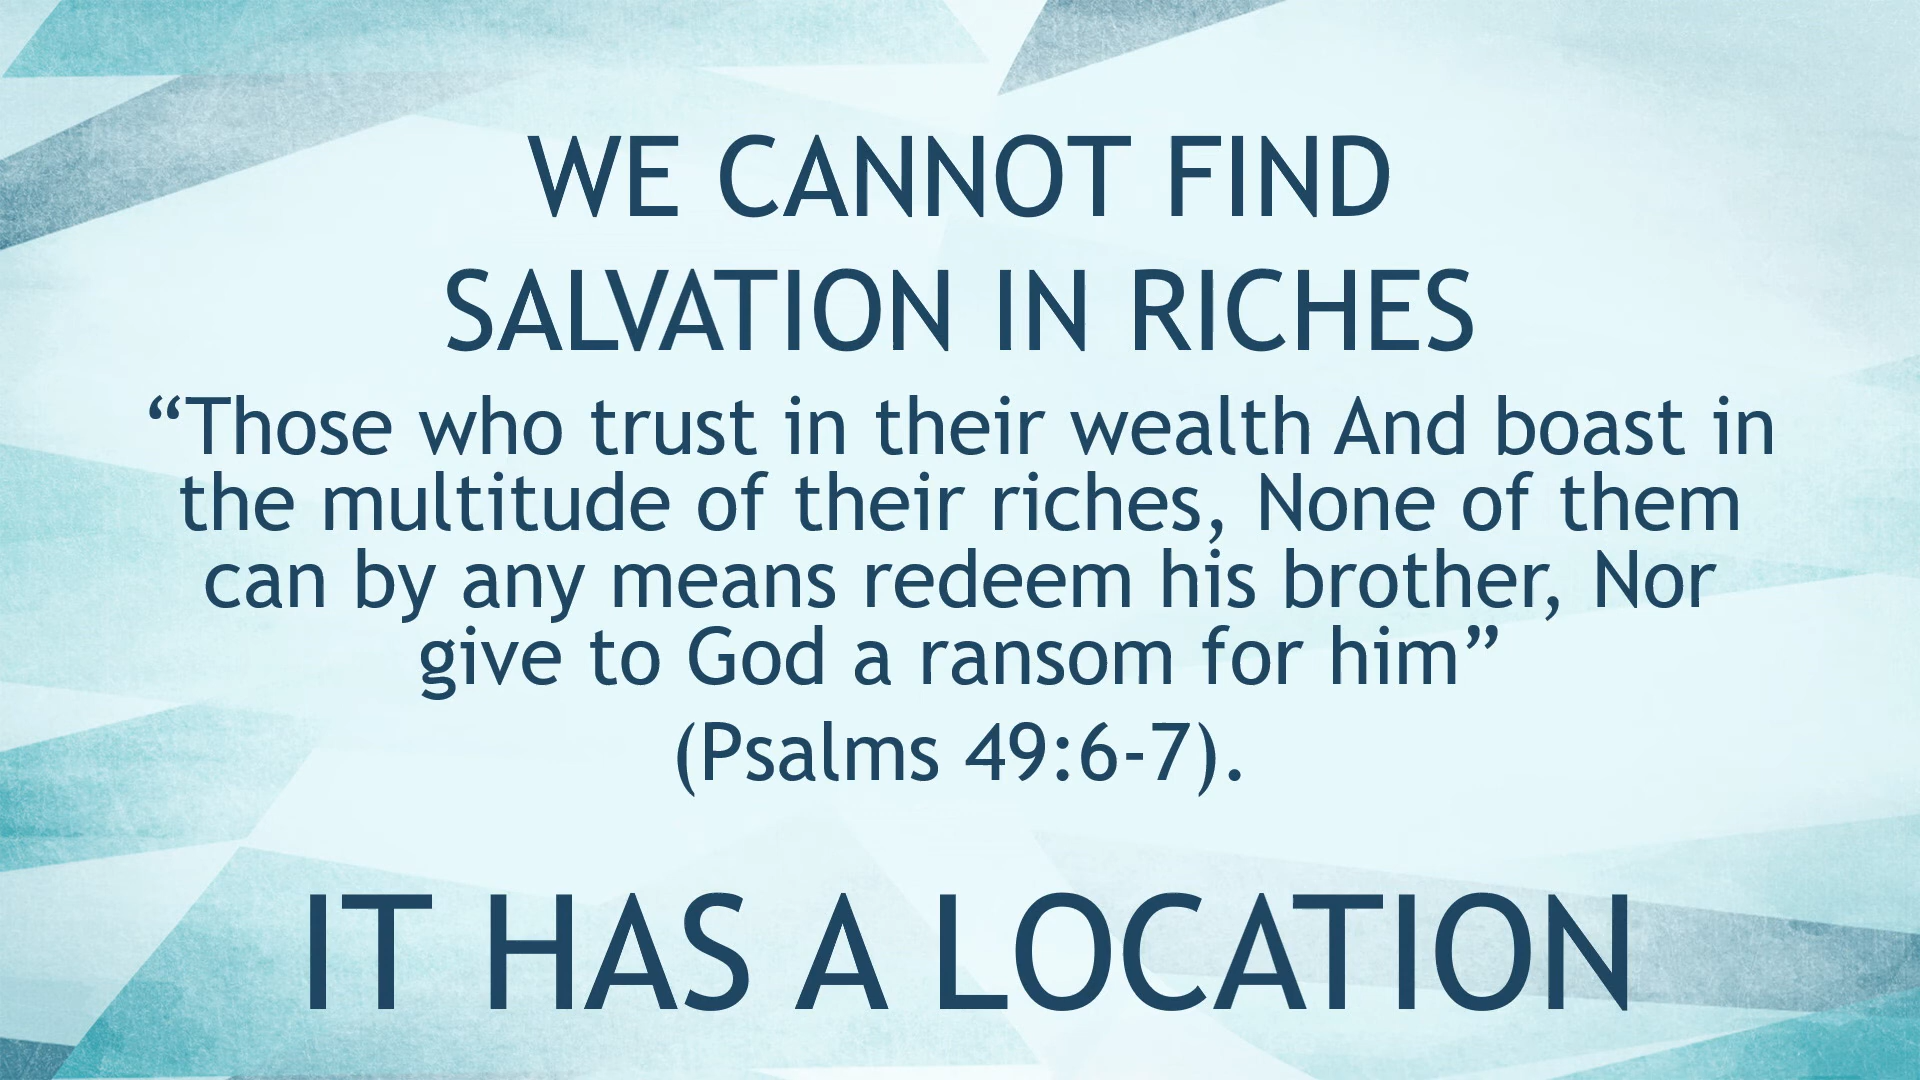 WE CANNOT FIND
SALVATION IN RICHES
“Those who trust in their wealth And boast in
the multitude of their riches, None of them
can by any means redeem his brother, Nor
give to God a ransom for him”
(Psalms 49:6-7).
IT HAS A LOCATION